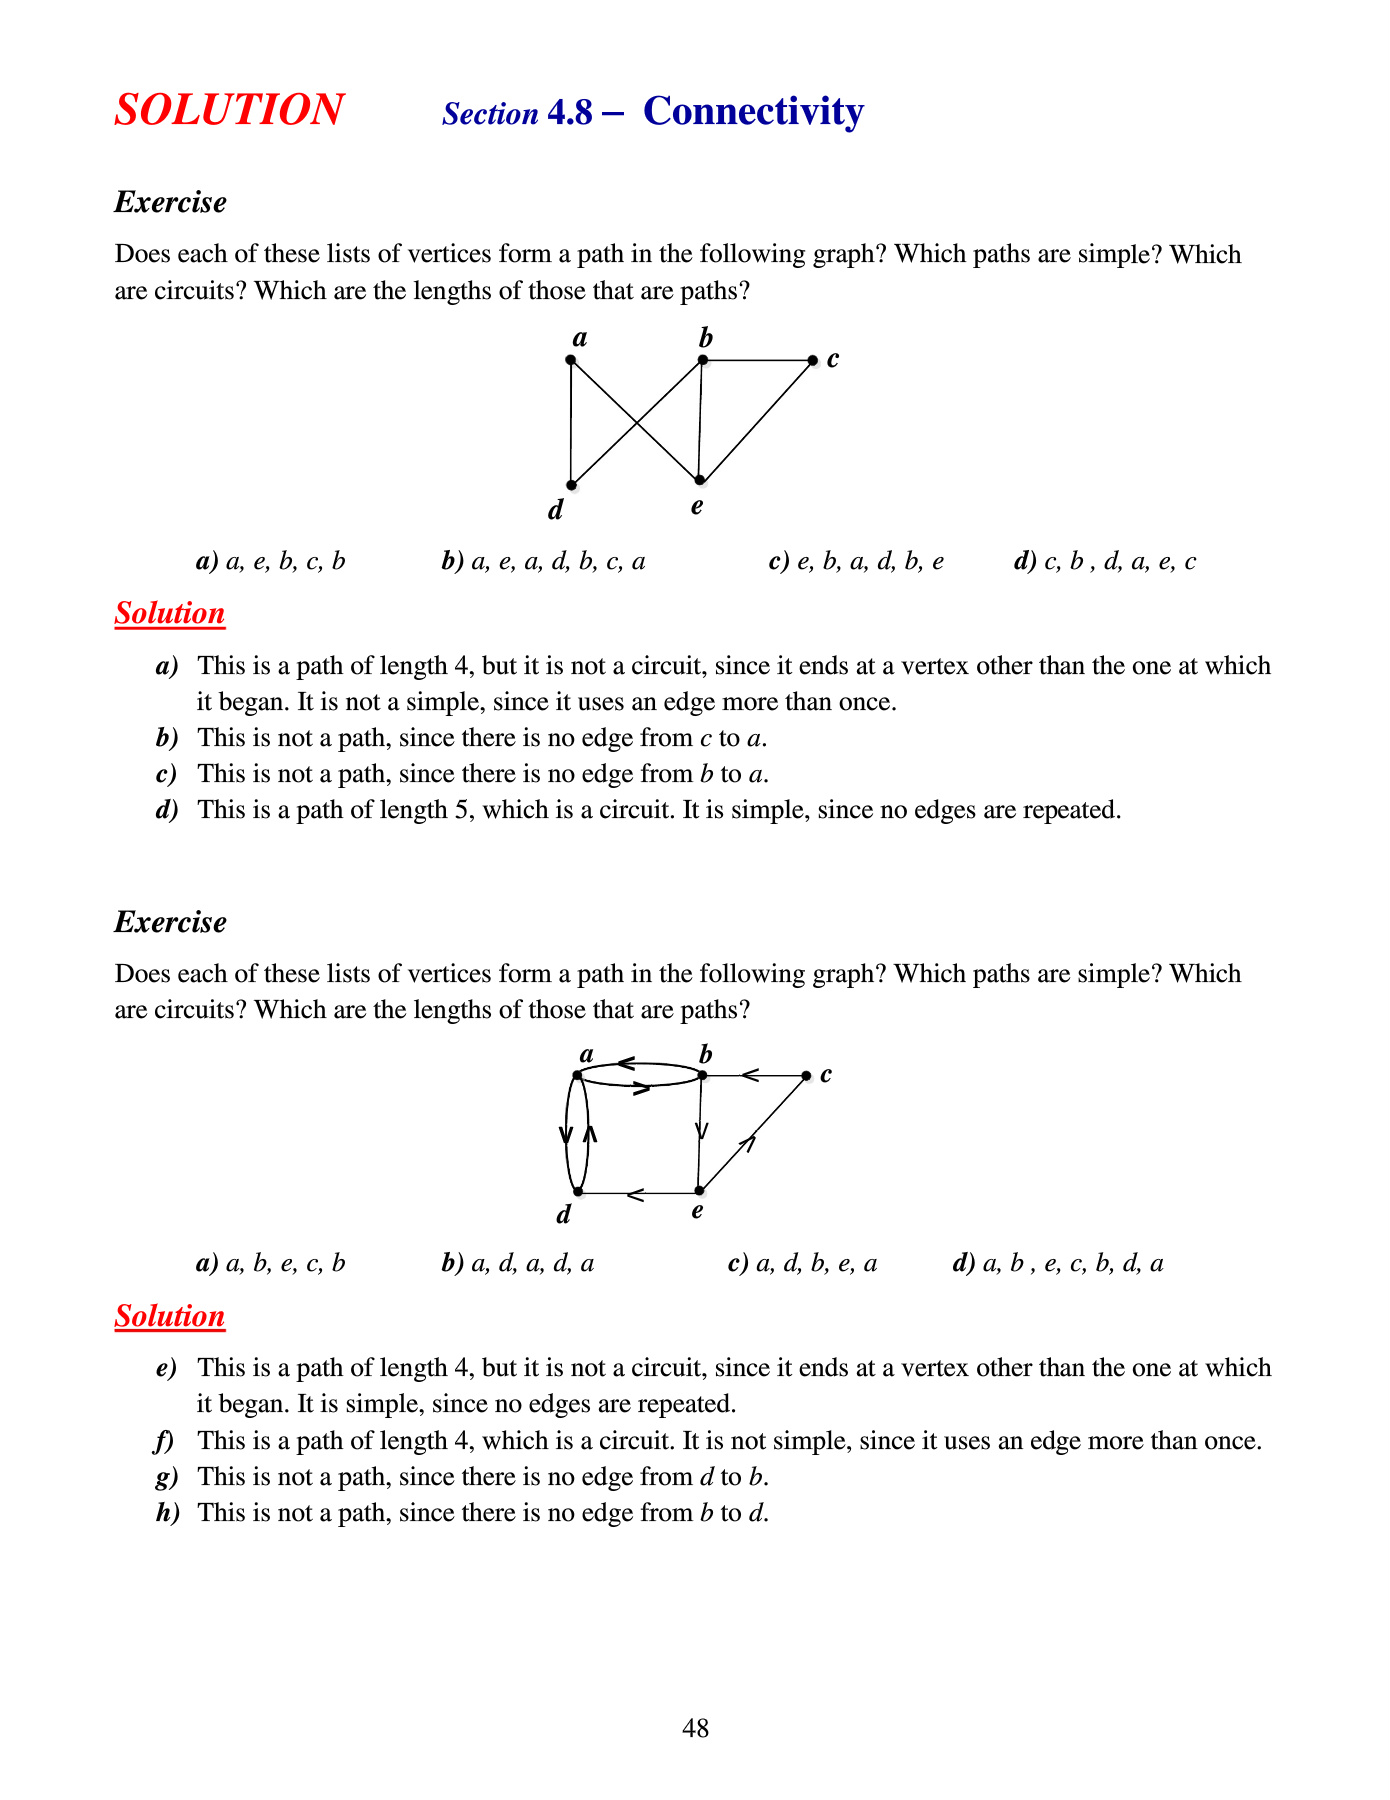 SOLUTION Section 4.8 – Connectivity
Exercise
Does each of these lists of vertices form a path in the following graph? Which paths are simple? Which
are circuits? Which are the lengths of those that are paths?
a b
c
d e
a) a, e, b, c, b b) a, e, a, d, b, c, a c) e, b, a, d, b, e d) c, b , d, a, e, c
Solution
a) This is a path of length 4, but it is not a circuit, since it ends at a vertex other than the one at which
it began. It is not a simple, since it uses an edge more than once.
b) This is not a path, since there is no edge from c to a.
c) This is not a path, since there is no edge from b to a.
d) This is a path of length 5, which is a circuit. It is simple, since no edges are repeated.
Exercise
Does each of these lists of vertices form a path in the following graph? Which paths are simple? Which
are circuits? Which are the lengths of those that are paths?
a b
c
d e
a) a, b, e, c, b b) a, d, a, d, a c) a, d, b, e, a d) a, b , e, c, b, d, a
Solution
e) This is a path of length 4, but it is not a circuit, since it ends at a vertex other than the one at which
it began. It is simple, since no edges are repeated.
f) This is a path of length 4, which is a circuit. It is not simple, since it uses an edge more than once.
g) This is not a path, since there is no edge from d to b.
h) This is not a path, since there is no edge from b to d.
48